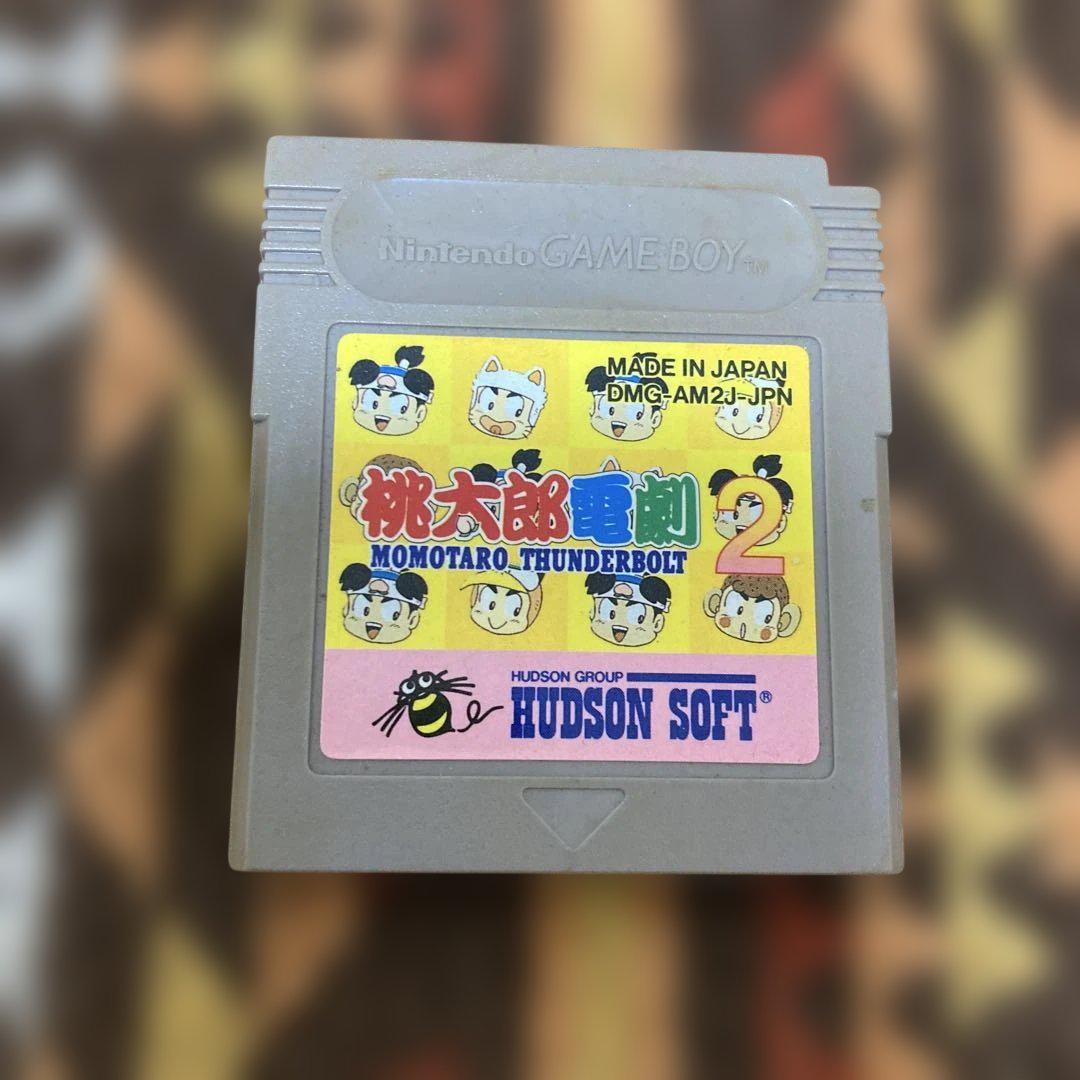 Nintendo GAME BOY™
MADE IN JAPAN
DMG-AM2J-JPN
桃太郎電劇2
MOMOTARO THUNDERBOLT
HUDSON GROUP
HUDSON SOFT®